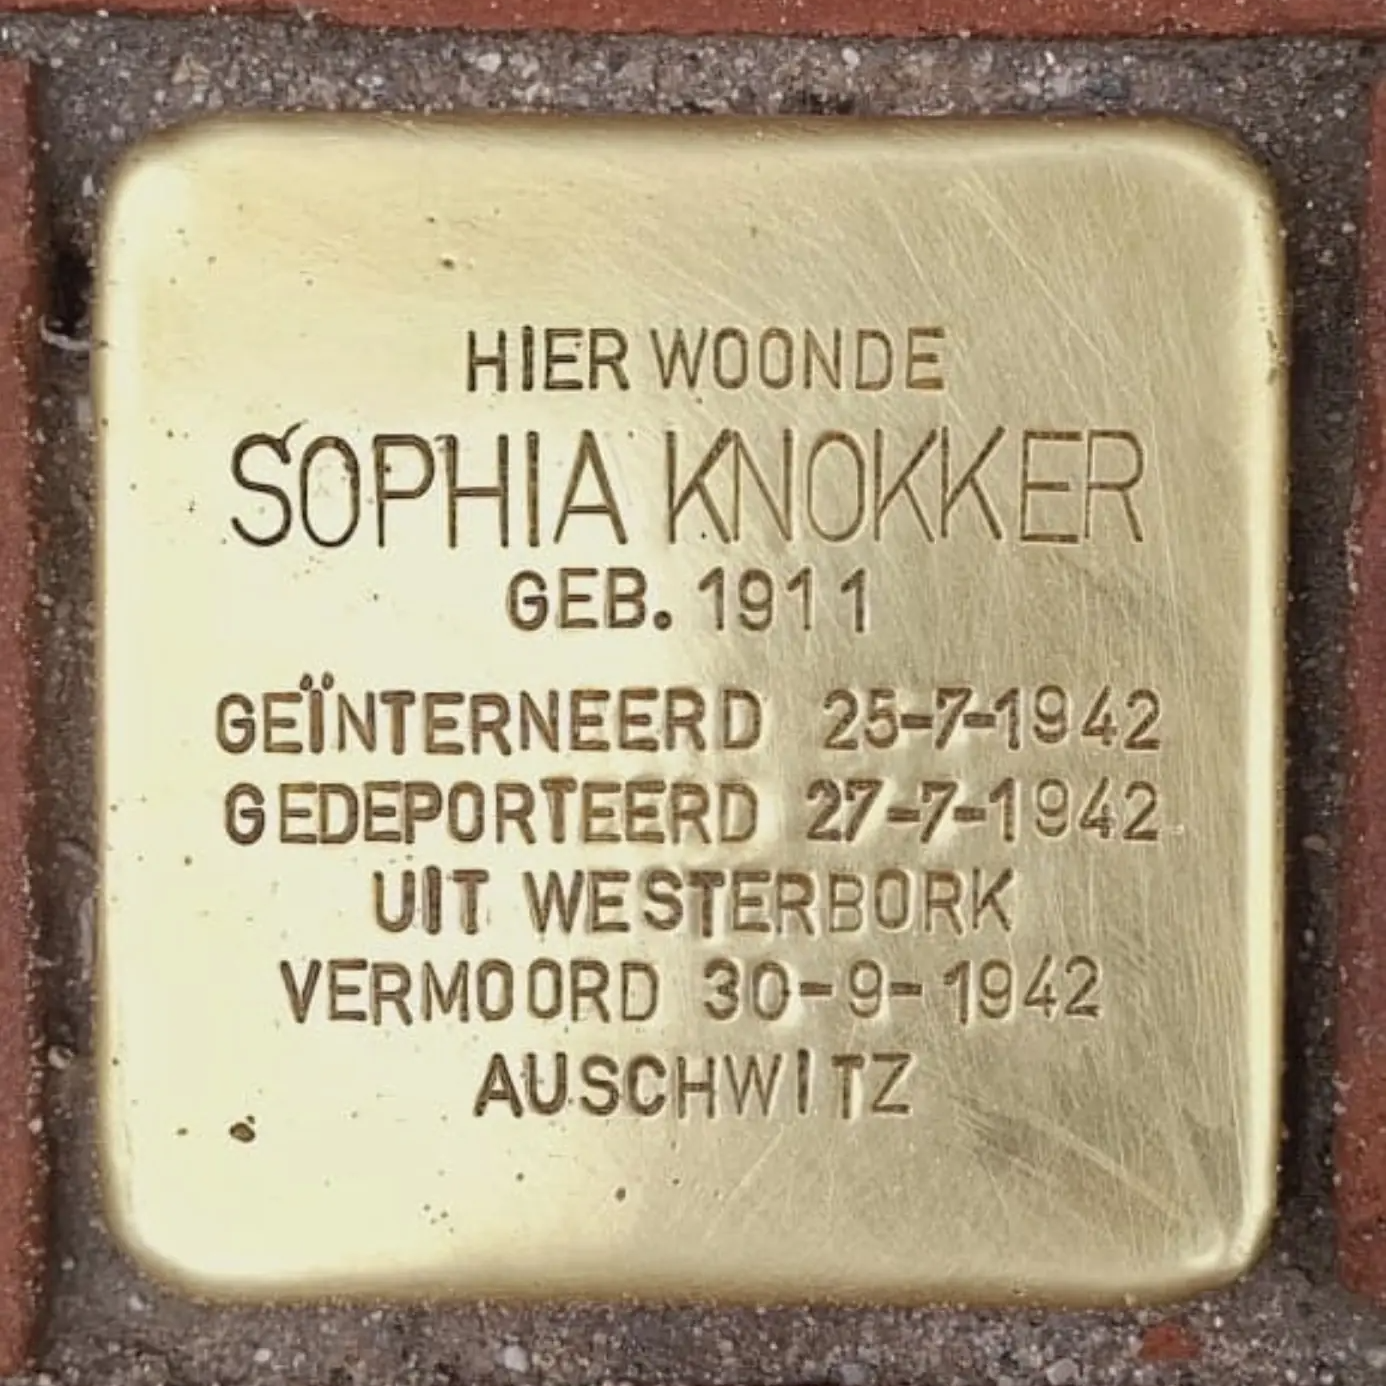 HIER WOONDE
SOPHIA KNOKKER
GEB. 1911
GEÏNTERNEERD 25-7-1942
GEDEPORTEERD 27-7-1942
UIT WESTERBORK
VERMOORD 30-9-1942
AUSCHWITZ